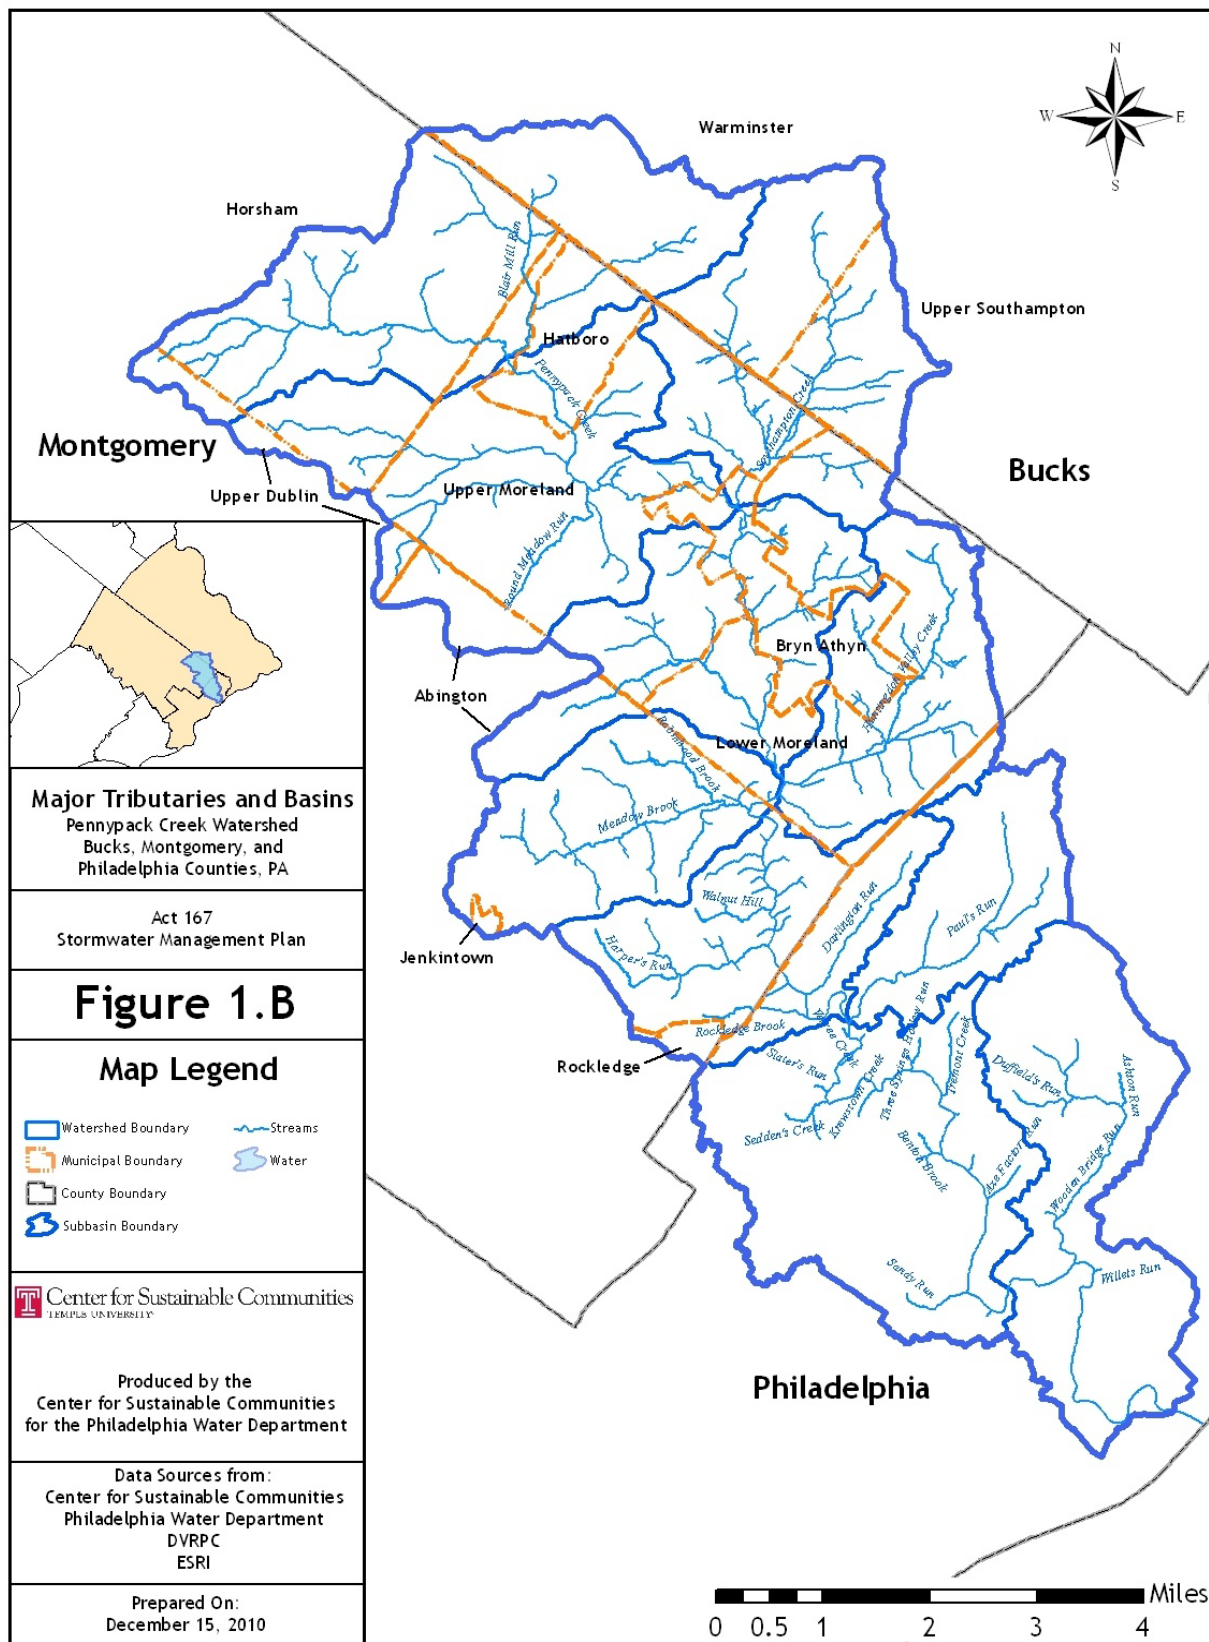 N
W
E
S
Warminster
Horsham
Blair Mill Run
Upper Southampton
Hatboro
Pennypack Creek
Southampton Creek
Montgomery
Bucks
Upper Dublin
Upper Moreland
Round Meadow Run
Bryn Athyn
Huntingdon Valley Creek
Abington
Robinhood Brook
Lower Moreland
Meadow Brook
Walnut Hill
Darlington Run
Paul's Run
Harper's Run
Jenkintown
Rockledge Brook
Verree Creek
Three Springs Hollow Run
Tremont Creek
Rockledge
Slater's Run
Krewstown Creek
Duffield's Run
Ashton Run
Sedden's Creek
Benton Brook
Axe Factory Run
Wooden Bridge Run
Sandy Run
Willets Run
Philadelphia
Major Tributaries and Basins
Pennypack Creek Watershed
Bucks, Montgomery, and
Philadelphia Counties, PA
Act 167
Stormwater Management Plan
Figure 1.B
Map Legend
Watershed Boundary
Streams
Municipal Boundary
Water
County Boundary
Subbasin Boundary
Center for Sustainable Communities
TEMPLE UNIVERSITY
Produced by the
Center for Sustainable Communities
for the Philadelphia Water Department
Data Sources from:
Center for Sustainable Communities
Philadelphia Water Department
DVRPC
ESRI
Prepared On:
December 15, 2010
Miles
0 0.5 1 2 3 4